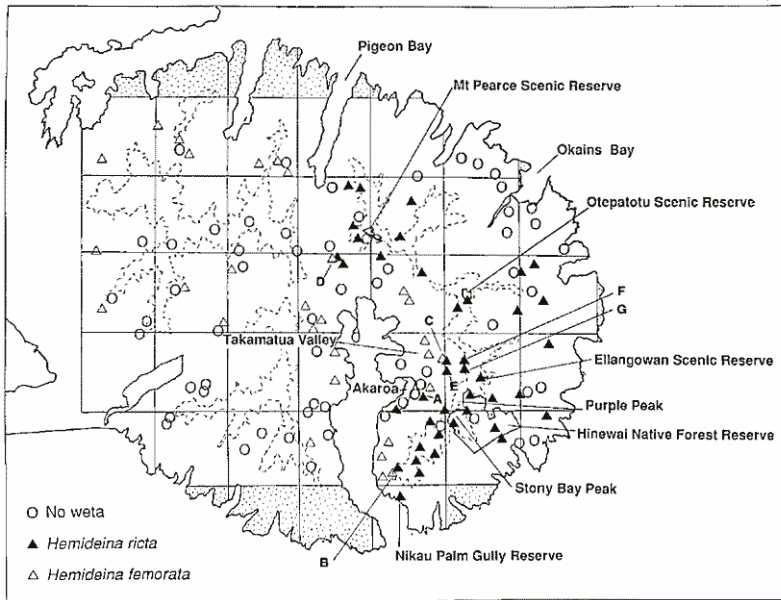 Pigeon Bay
Mt Pearce Scenic Reserve
Okains Bay
Otepatotu Scenic Reserve
D
F
C
G
Takamatua Valley
Ellangowan Scenic Reserve
Akaroa
E
A
Purple Peak
Hinewai Native Forest Reserve
Stony Bay Peak
No weta
Hemideina ricta
Nikau Palm Gully Reserve
B
Hemideina femorata